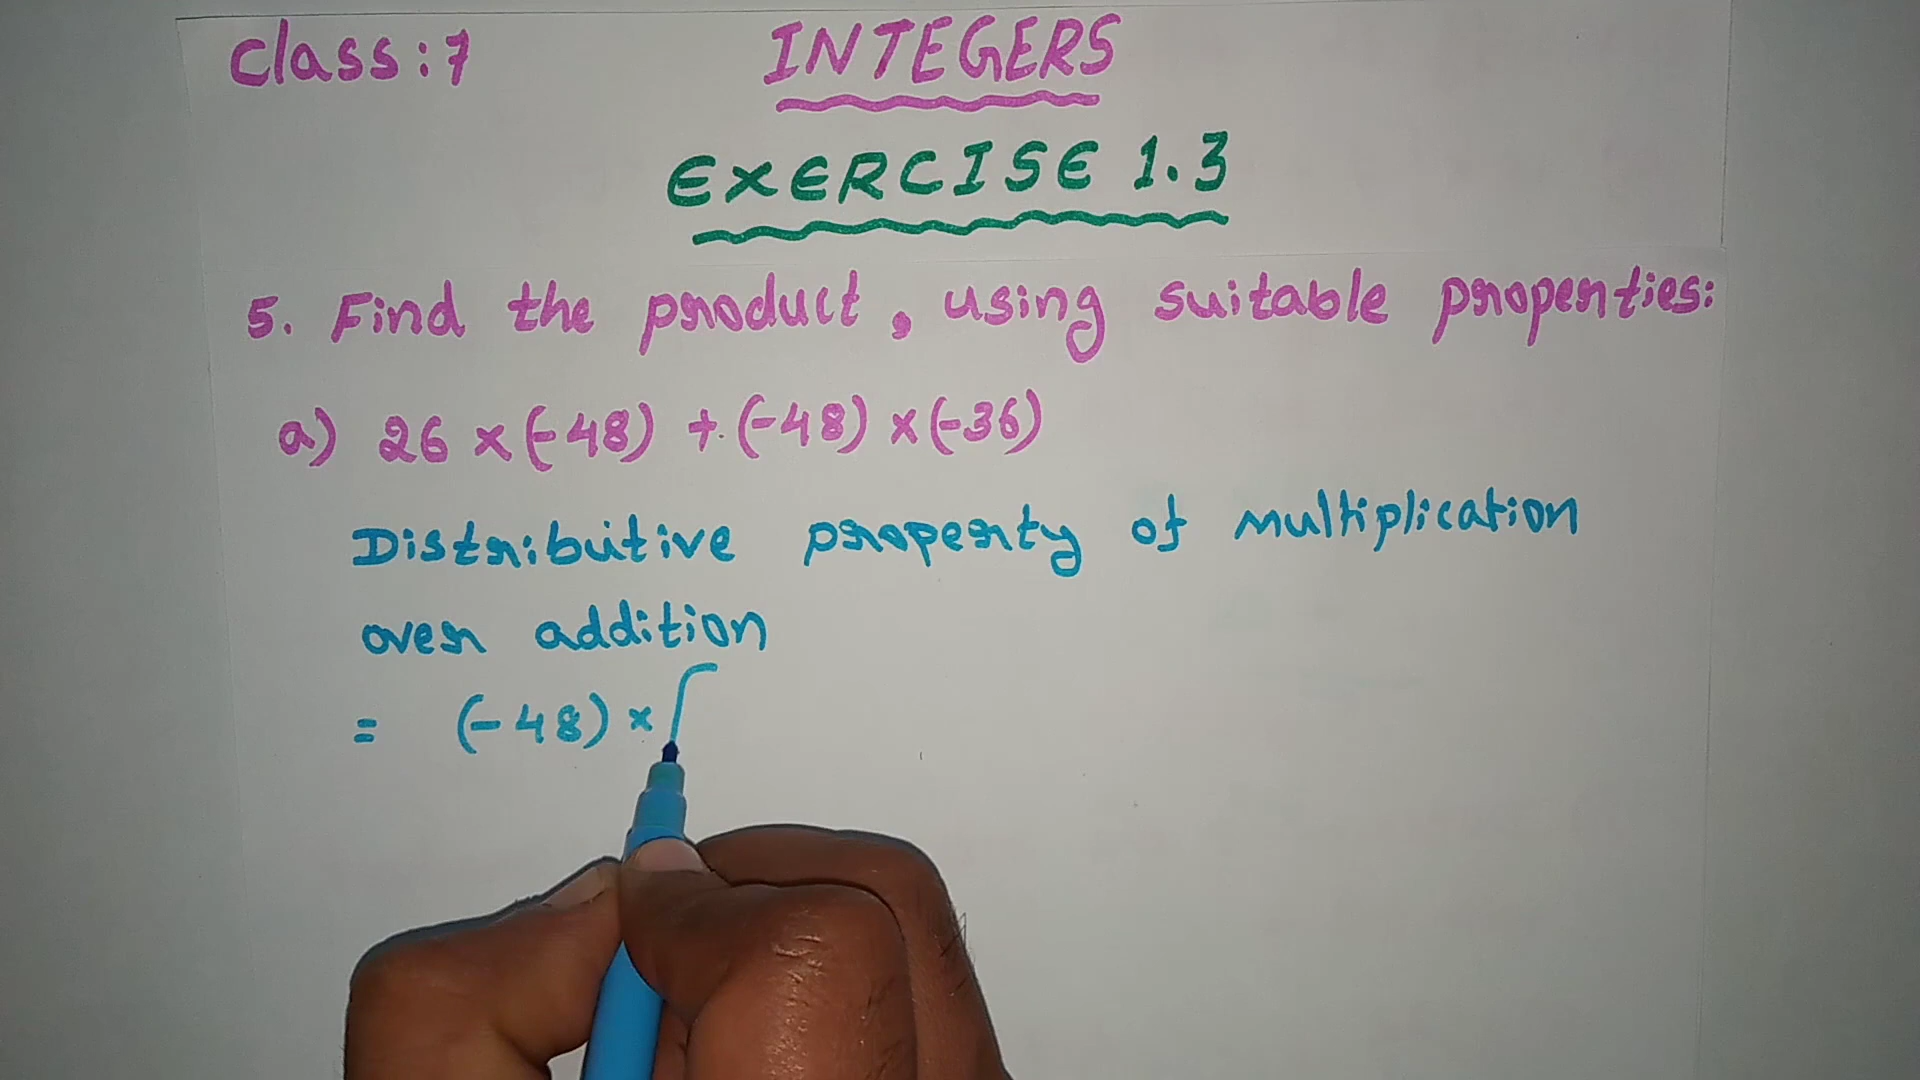 Class:7 INTEGERS
EXERCISE 1.3
5. Find the product, using suitable properties:
a) 26 × (-48) + (-48) × (-36)
Distributive property of multiplication
over addition
= (-48) × [